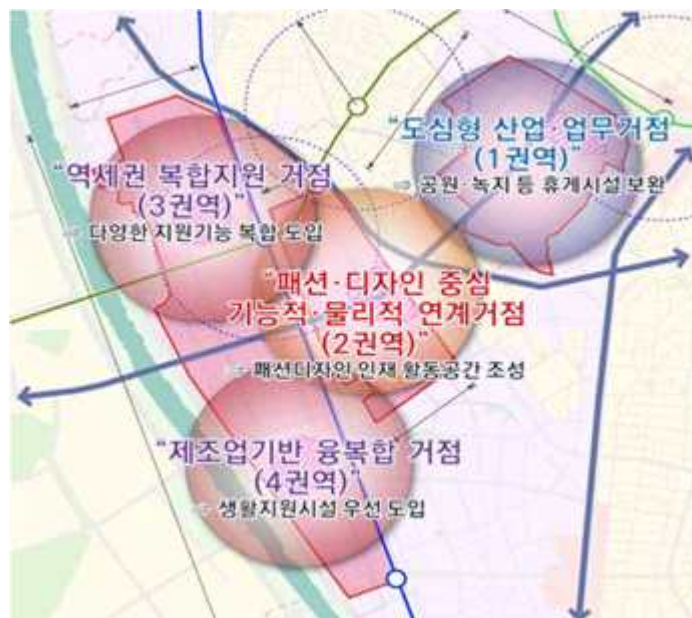 “도심형 산업·업무거점
(1권역)”
⇨ 공원·녹지 등 휴게시설 보완
“역세권 복합지원 거점
(3권역)”
⇨ 다양한 지원기능 복합 도입
“패션·디자인 중심
기능적·물리적 연계거점
(2권역)”
⇨ 패션디자인 인재 활동공간 조성
“제조업기반 융복합 거점
(4권역)”
⇨ 생활지원시설 우선 도입